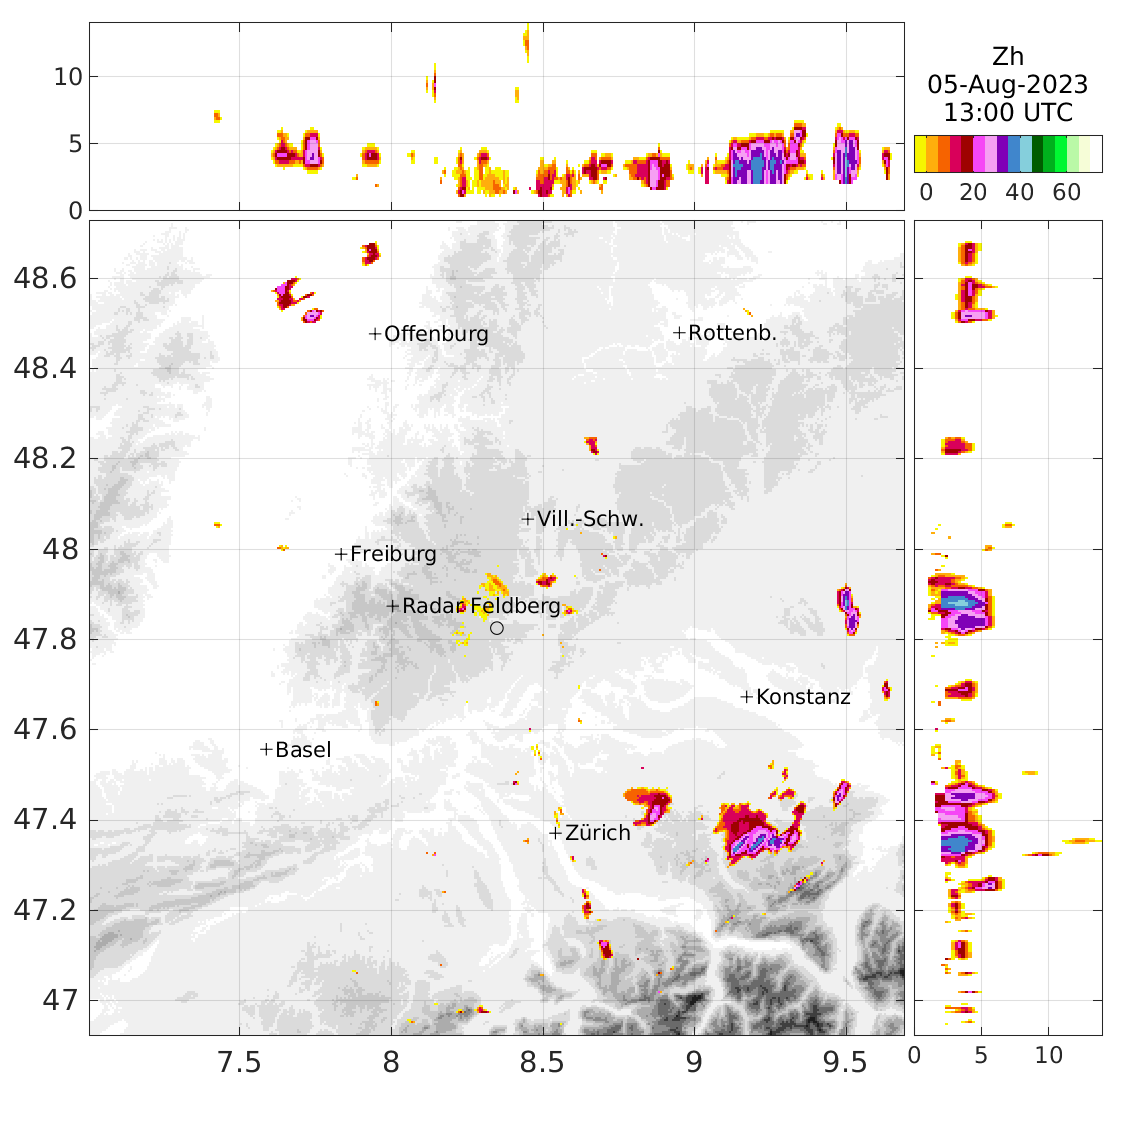 10
5
0
Zh
05-Aug-2023
13:00 UTC
0 20 40 60
48.6
48.4
48.2
48
47.8
47.6
47.4
47.2
47
+Offenburg
+Rottenb.
+Vill.-Schw.
+Freiburg
+Radar Feldberg
+Konstanz
+Basel
+Zürich
7.5 8 8.5 9 9.5
0 5 10